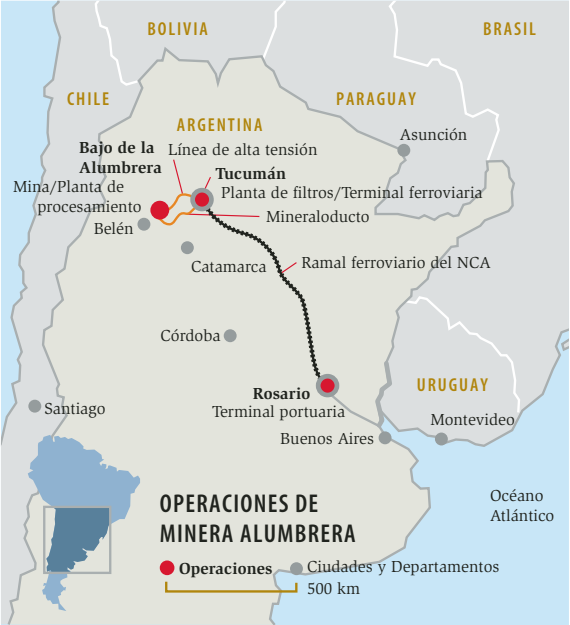 BOLIVIA
BRASIL
CHILE
PARAGUAY
ARGENTINA
Asunción
Bajo de la
Alumbrera
Línea de alta tensión
Tucumán
Mina/Planta de
procesamiento
Planta de filtros/Terminal ferroviaria
Mineraloducto
Belén
Catamarca
Ramal ferroviario del NCA
Córdoba
URUGUAY
Rosario
Terminal portuaria
Santiago
Montevideo
Buenos Aires
Océano
Atlántico
OPERACIONES DE
MINERA ALUMBRERA
Operaciones
Ciudades y Departamentos
500 km